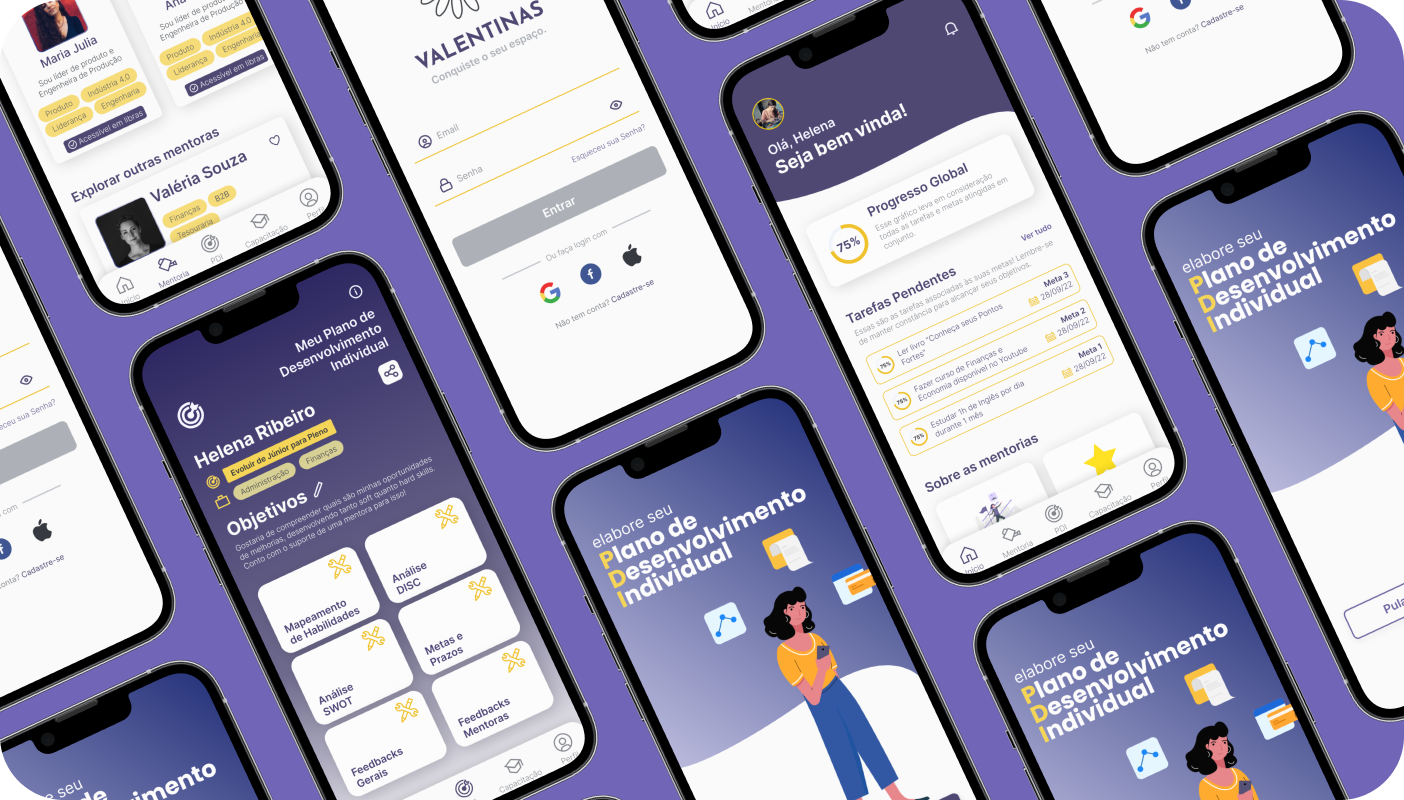 Maria Julia
Sou líder de produto e
Engenheira de Produção
Produto
Indústria 4.0
Liderança
Engenharia
Acessível em libras
Ana
Sou líder de produto
Engenheira de Produção
Produto
Indústria 4.0
Liderança
Engenharia
Acessível em libras
Explorar outras mentoras
Valéria Souza
Finanças
B2B
Tesouraria
Início
Mentoria
PDI
Capacitação
Perfil
VALENTINAS
Conquiste o seu espaço.
Email
Senha
Esqueceu sua Senha?
Entrar
Ou faça login com
Não tem conta? Cadastre-se
Início
Mentoria
Olá, Helena
Seja bem vinda!
Progresso Global
75%
Esse gráfico leva em consideração
todas as tarefas e metas atingidas em
conjunto.
Ver tudo
Tarefas Pendentes
Essas são as tarefas associadas às suas metas! Lembre-se
de manter constância para alcançar seus objetivos.
75%
Ler livro "Conheça seus Pontos
Fortes"
Meta 3
28/09/22
75%
Fazer curso de Finanças e
Economia disponível no Youtube
Meta 2
28/09/22
75%
Estudar 1h de Inglês por dia
durante 1 mês
Meta 1
28/09/22
Sobre as mentorias
Início
Mentoria
PDI
Capacitação
Perfil
Não tem conta? Cadastre-se
elabore seu
Plano de
Desenvolvimento
Individual
Pula
ceu sua Senha?
com
conta? Cadastre-se
Meu Plano de
Desenvolvimento
Individual
Helena Ribeiro
Evoluir de Júnior para Pleno
Administração
Finanças
Objetivos
Gostaria de compreender quais são minhas oportunidades
de melhorias, desenvolvendo tanto soft quanto hard skills.
Conto com o suporte de uma mentora para isso!
Mapeamento
de Habilidades
Análise
DISC
Análise
SWOT
Metas e
Prazos
Feedbacks
Gerais
Feedbacks
Mentoras
Capacitação
Perfil
elabore seu
Plano de
Desenvolvimento
Individual
elabore seu
Plano de
Desenvolvimento
Individual
seu
de
vimento